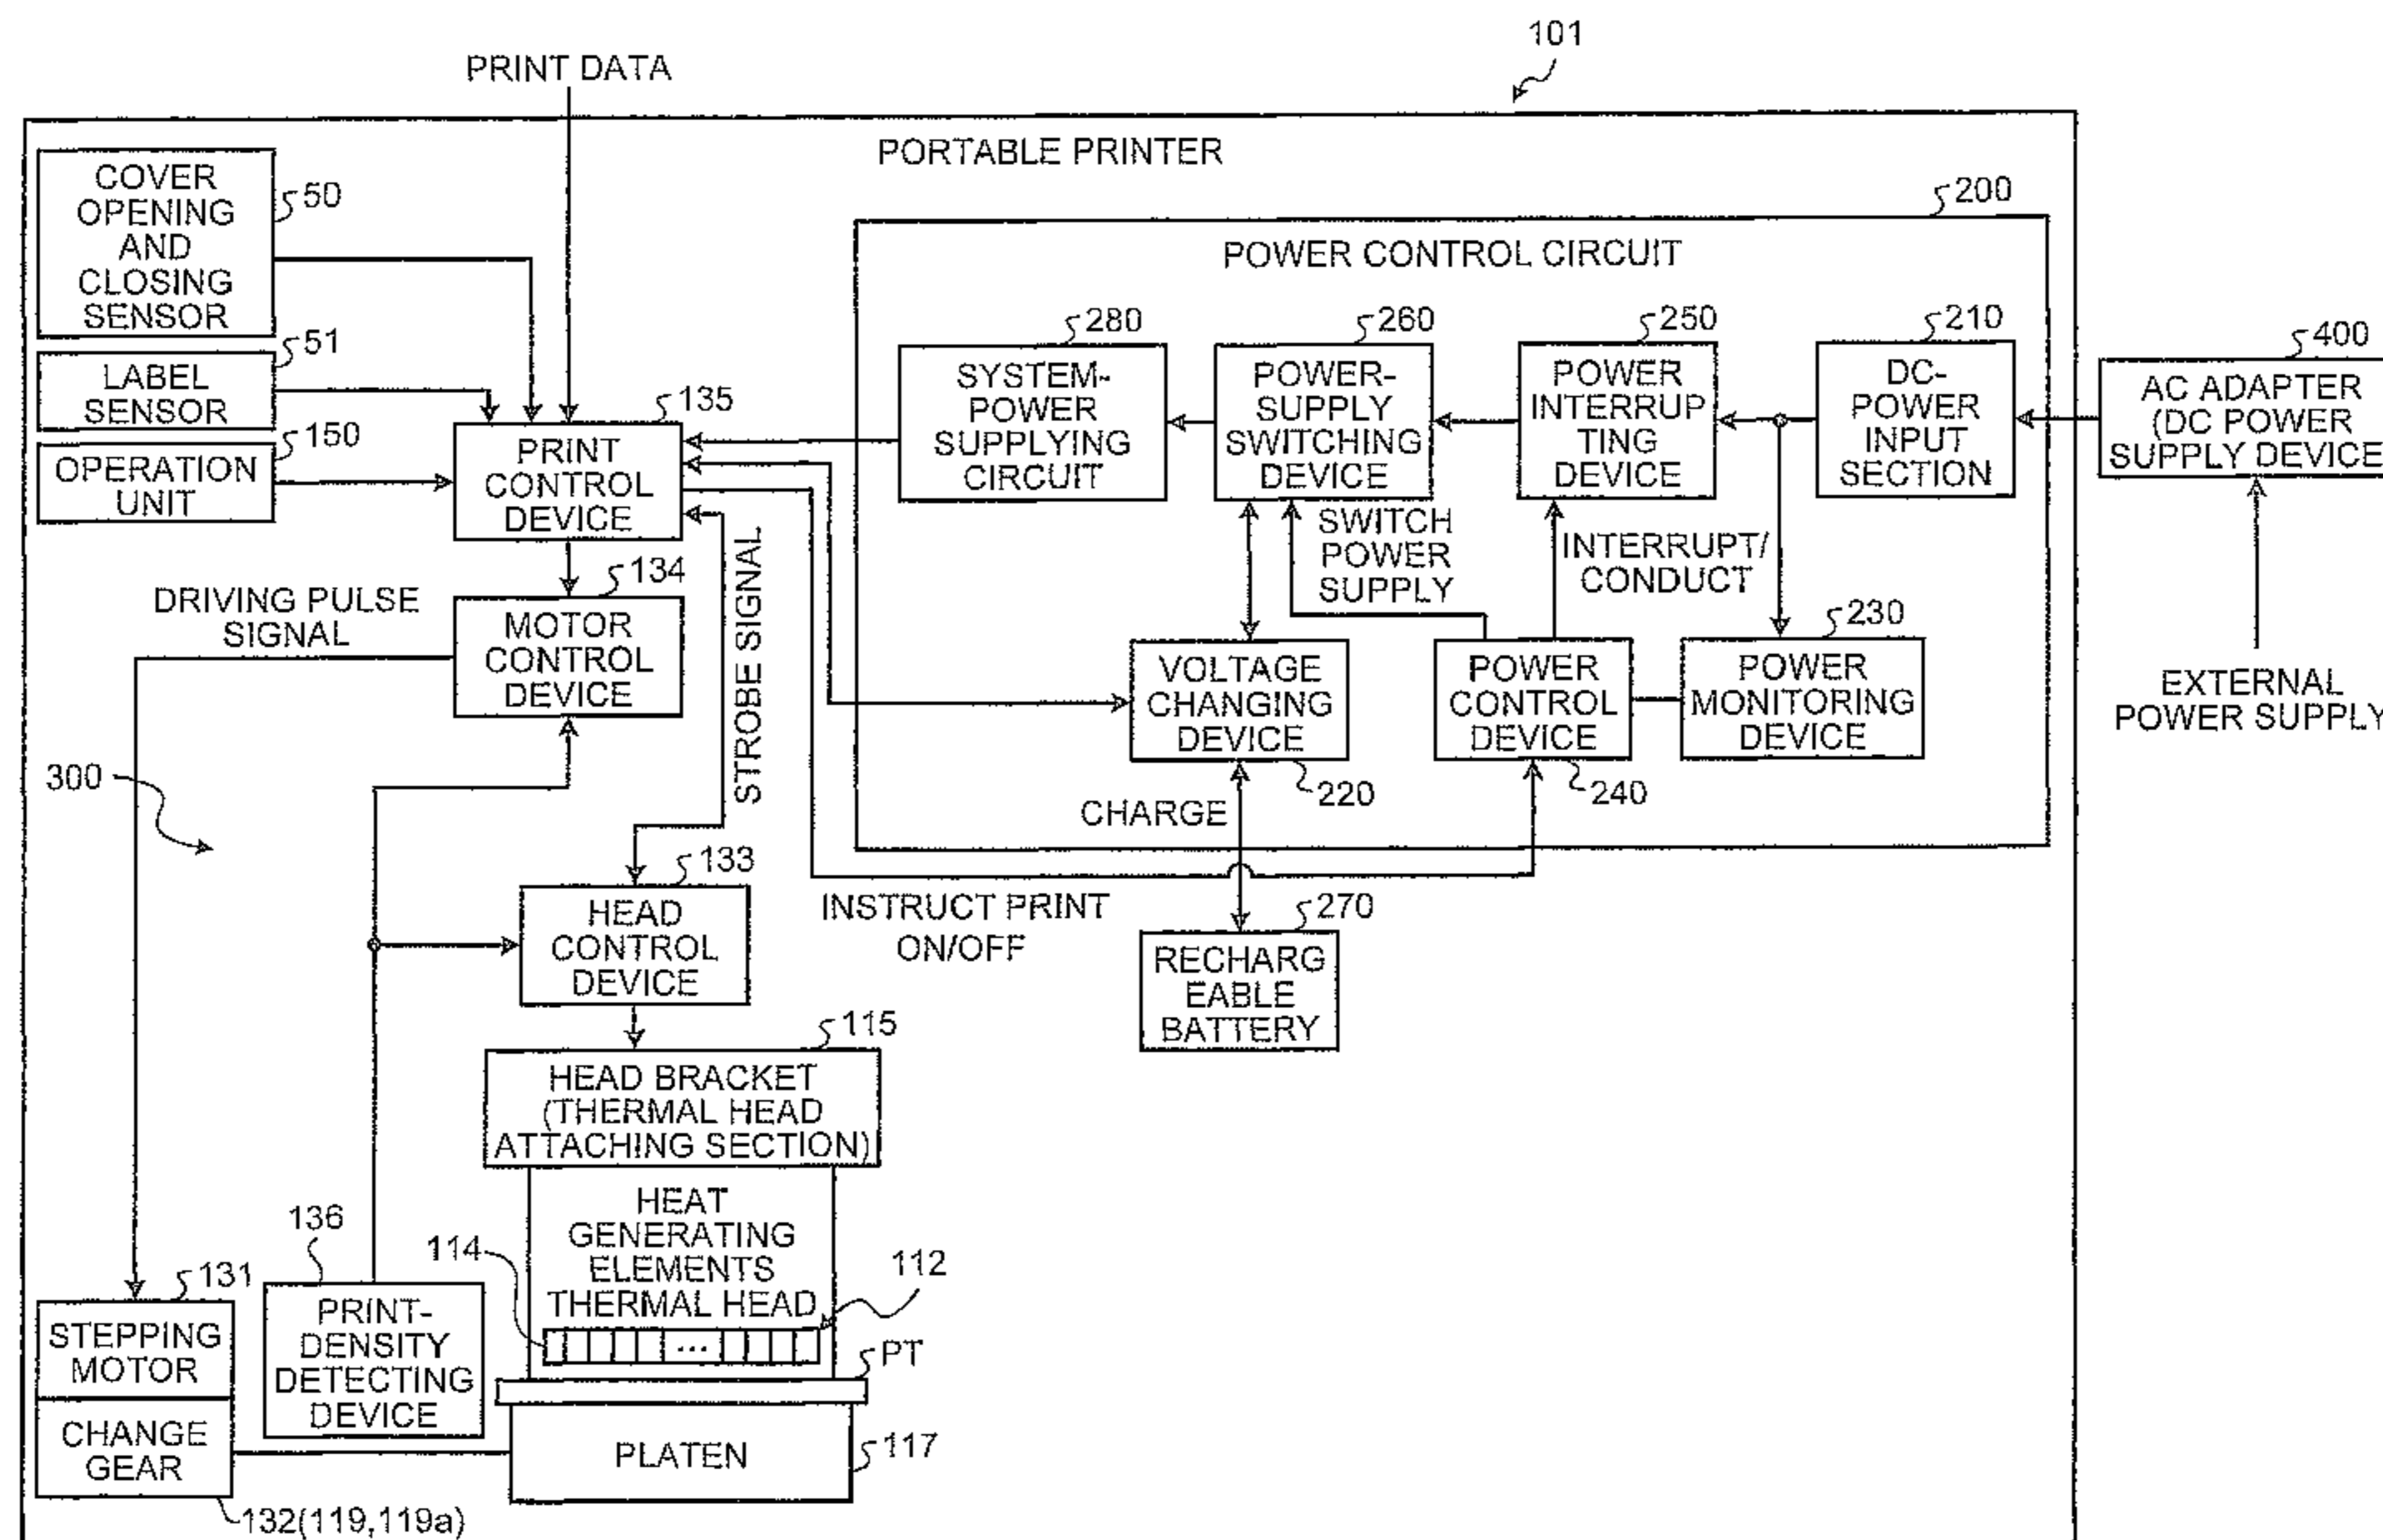 101
PRINT DATA
PORTABLE PRINTER
COVER
OPENING
AND
CLOSING
SENSOR
50
200
POWER CONTROL CIRCUIT
LABEL
SENSOR
51
OPERATION
UNIT
150
PRINT
CONTROL
DEVICE
135
280
SYSTEM-
POWER
SUPPLYING
CIRCUIT
260
POWER-
SUPPLY
SWITCHING
DEVICE
250
POWER
INTERRUP
TING
DEVICE
210
DC-
POWER
INPUT
SECTION
400
AC ADAPTER
(DC POWER
SUPPLY DEVICE
SWITCH
POWER
SUPPLY
INTERRUPT/
CONDUCT
DRIVING PULSE
SIGNAL
134
MOTOR
CONTROL
DEVICE
STROBE SIGNAL
VOLTAGE
CHANGING
DEVICE
220
POWER
CONTROL
DEVICE
240
230
POWER
MONITORING
DEVICE
EXTERNAL
POWER SUPPLY
300
CHARGE
133
HEAD
CONTROL
DEVICE
INSTRUCT PRINT
ON/OFF
270
RECHARG
EABLE
BATTERY
115
HEAD BRACKET
(THERMAL HEAD
ATTACHING SECTION)
HEAT
GENERATING
ELEMENTS
THERMAL HEAD
114
112
...
PT
136
PRINT-
DENSITY
DETECTING
DEVICE
131
STEPPING
MOTOR
CHANGE
GEAR
132(119,119a)
PLATEN
117